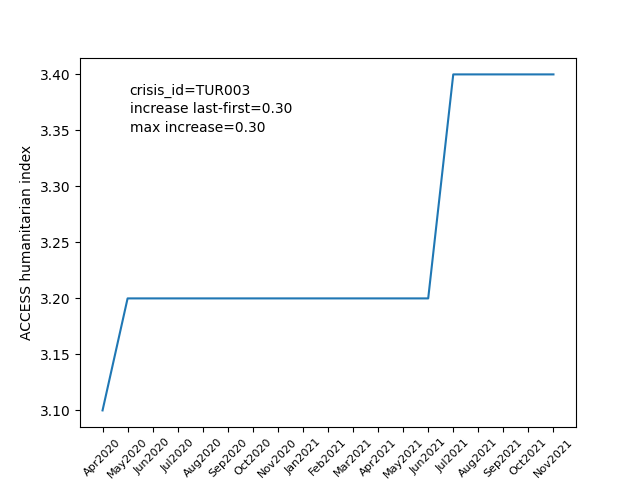 3.40
3.35
3.30
3.25
3.20
3.15
3.10
ACCESS humanitarian index
crisis_id=TUR003
increase last-first=0.30
max increase=0.30
Apr2020
May2020
Jun2020
Jul2020
Aug2020
Sep2020
Oct2020
Nov2020
Jan2021
Feb2021
Mar2021
Apr2021
May2021
Jun2021
Jul2021
Aug2021
Sep2021
Oct2021
Nov2021